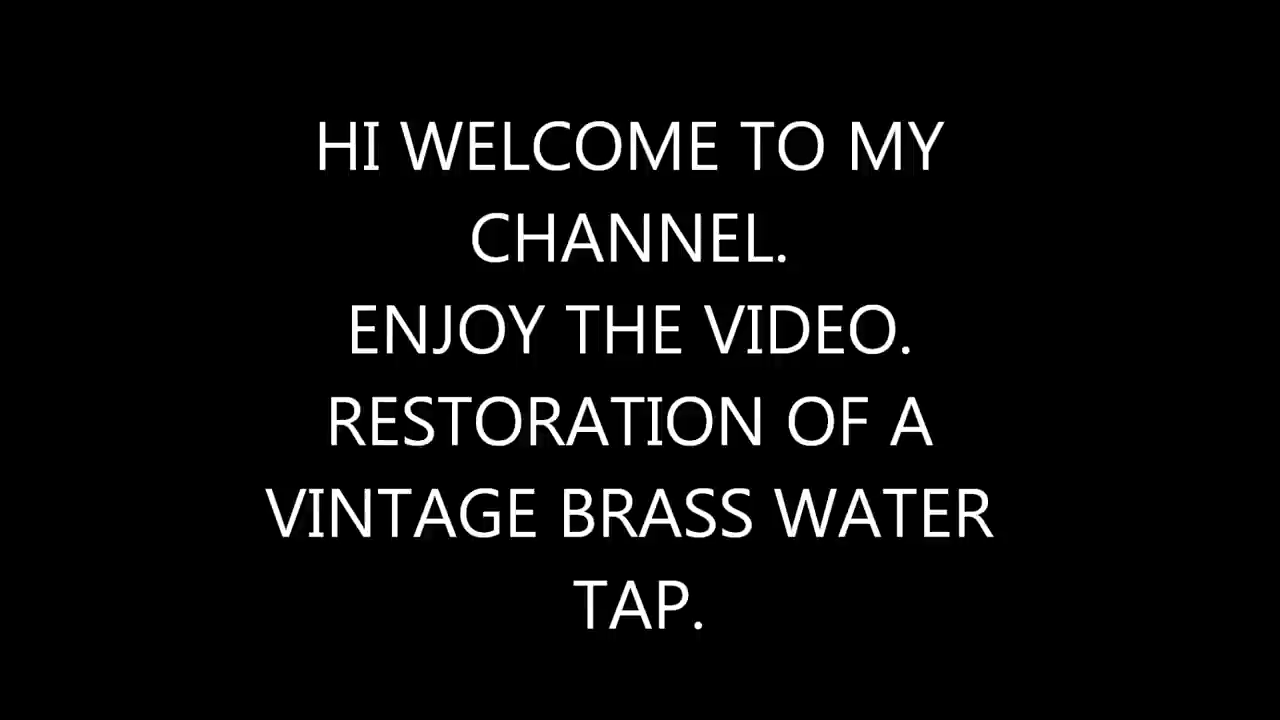 HI WELCOME TO MY
CHANNEL.
ENJOY THE VIDEO.
RESTORATION OF A
VINTAGE BRASS WATER
TAP.